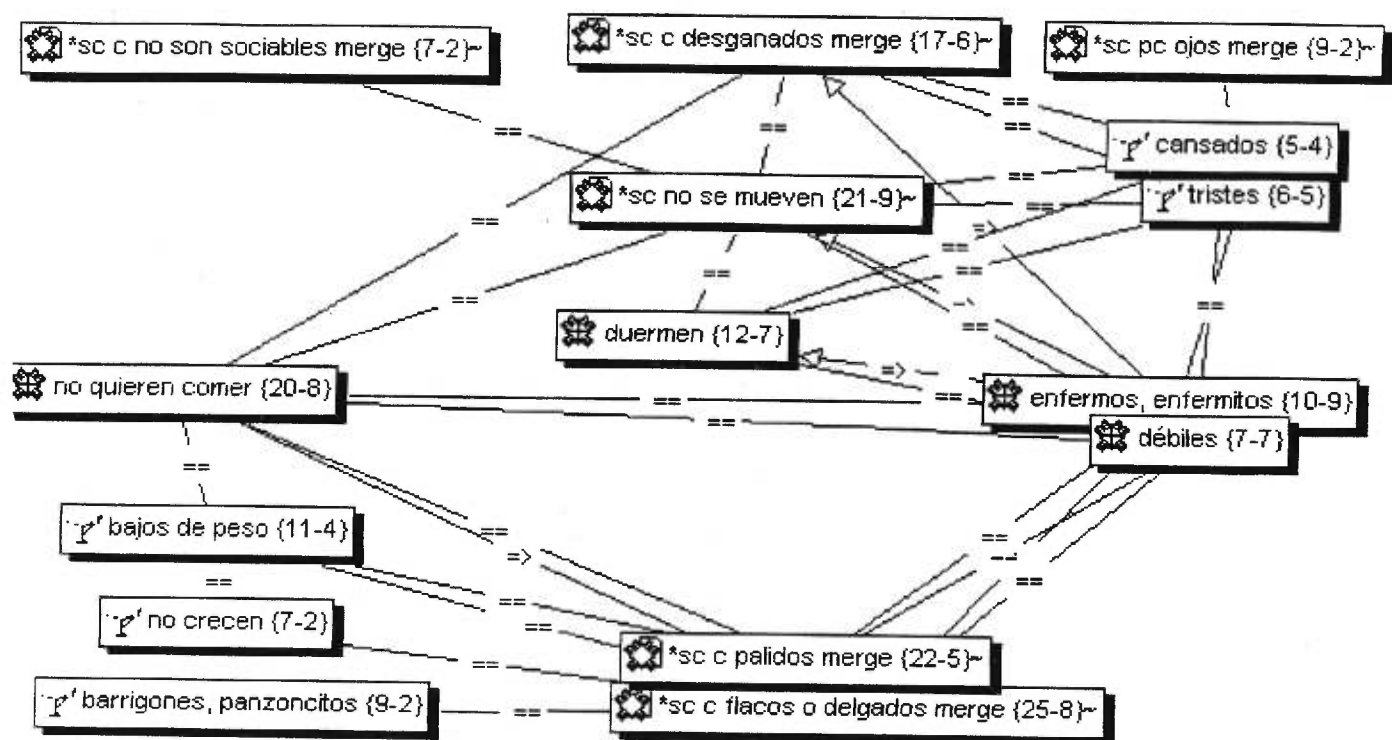 *sc c no son sociables merge {7-2}~
*sc c desganados merge {17-6}~
*sc pc ojos merge {9-2}~
==
==
==
==
cansados {5-4}
*sc no se mueven {21-9}~
==
==
tristes {6-5}
==
=>
==
==
==
==
==
==
duermen {12-7}
=>
==
no quieren comer {20-8}
==
==
enfermos, enfermitos {10-9}
débiles {7-7}
==
bajos de peso {11-4}
==
=>
==
==
==
==
no crecen {7-2}
==
==
*sc c palidos merge {22-5}~
barrigones, panzoncitos {9-2}
==
*sc c flacos o delgados merge {25-8}~